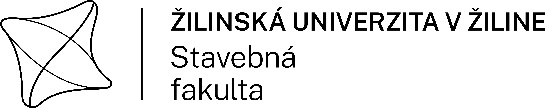 ŽILINSKÁ UNIVERZITA V ŽILINE
Stavebná
fakulta